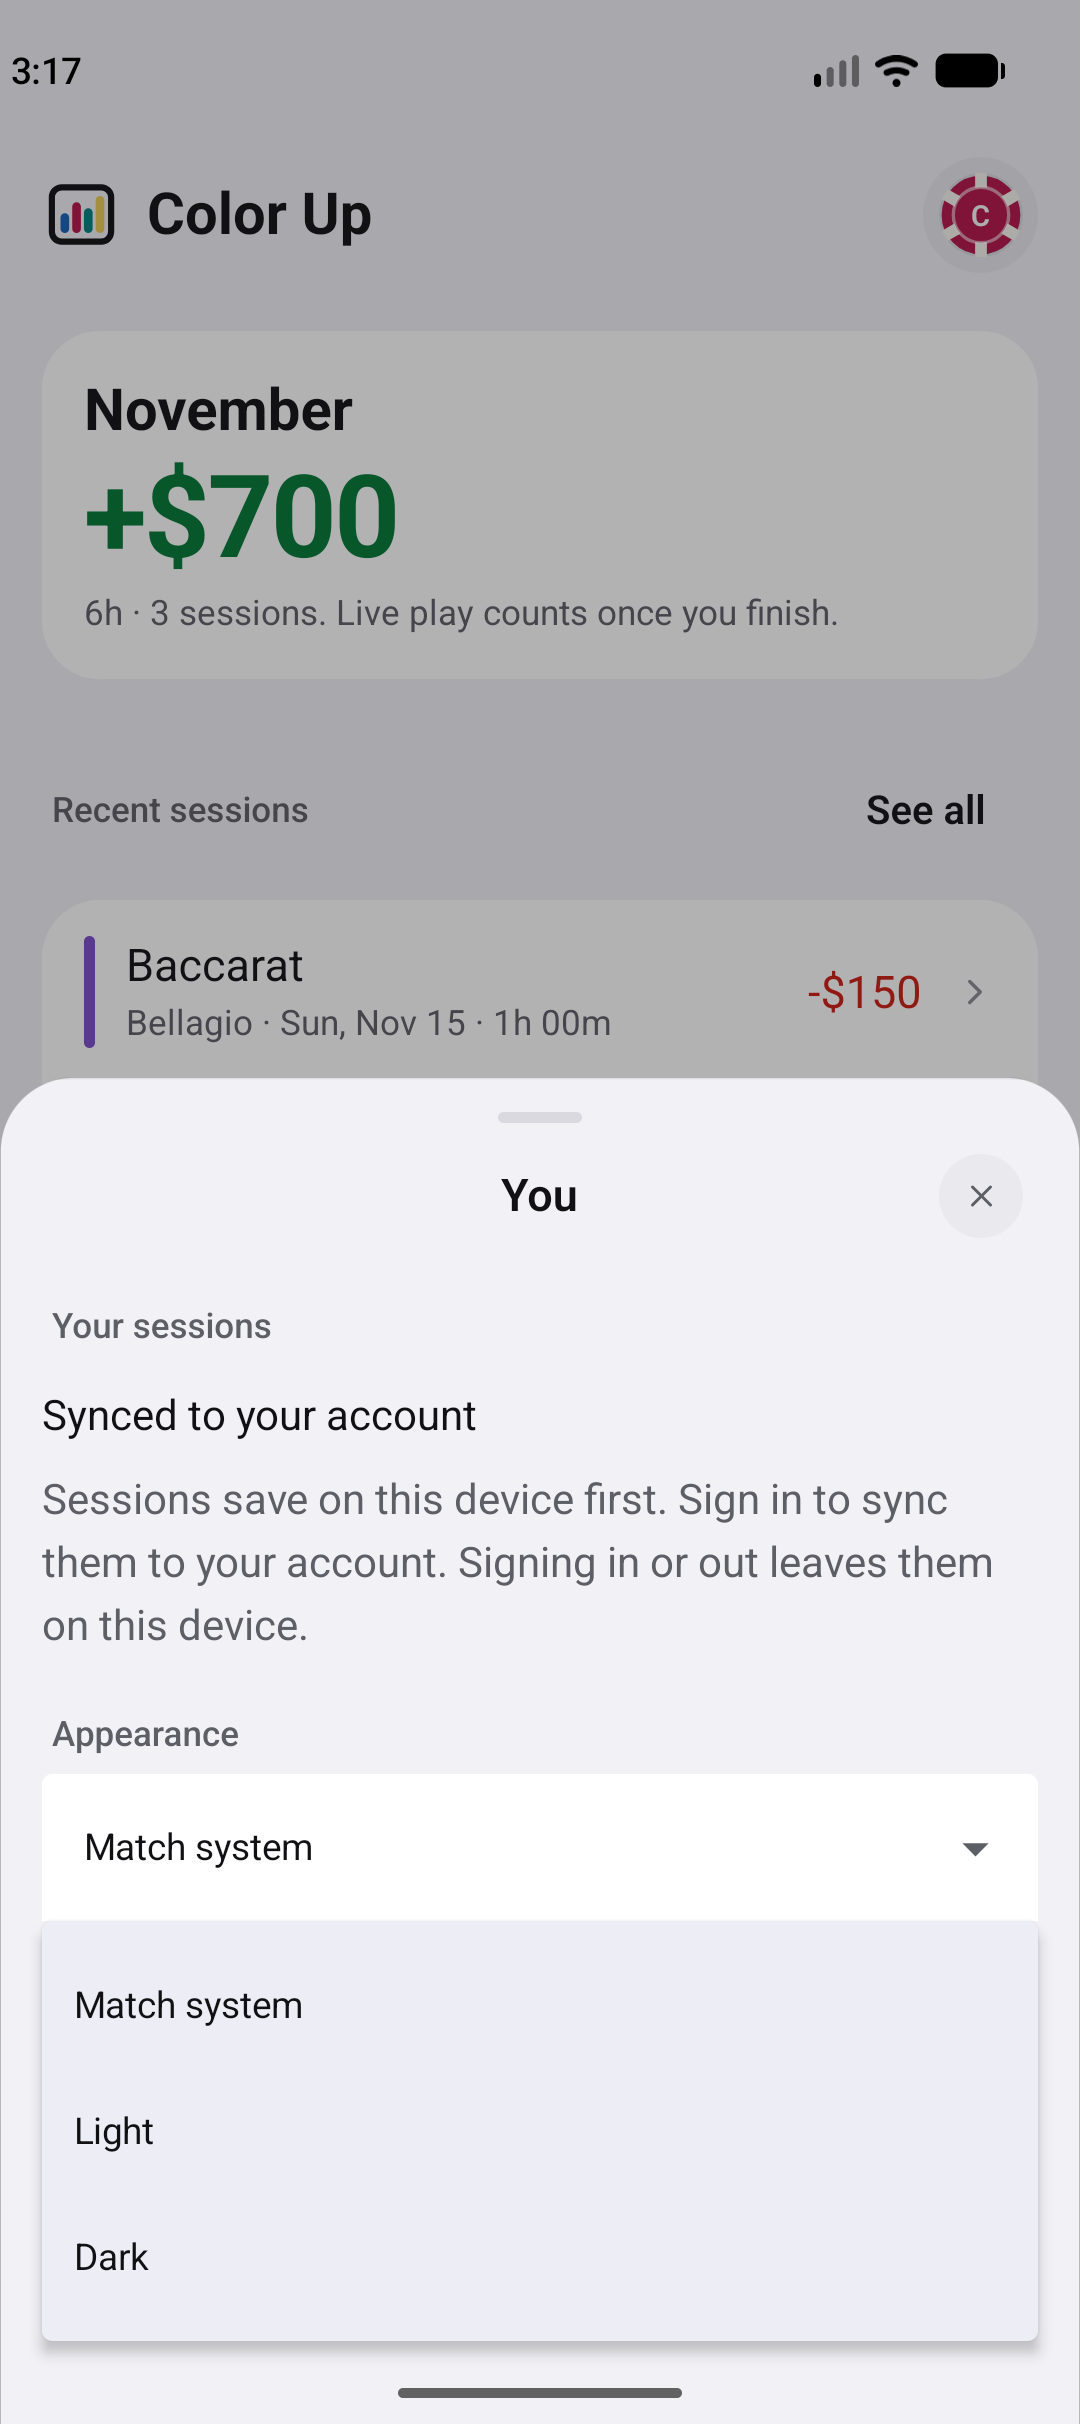 3:17
Color Up
C
November
+$700
6h · 3 sessions. Live play counts once you finish.
Recent sessions
See all
Baccarat
-$150
Bellagio · Sun, Nov 15 · 1h 00m
You
Your sessions
Synced to your account
Sessions save on this device first. Sign in to sync
them to your account. Signing in or out leaves them
on this device.
Appearance
Match system
Match system
Light
Dark